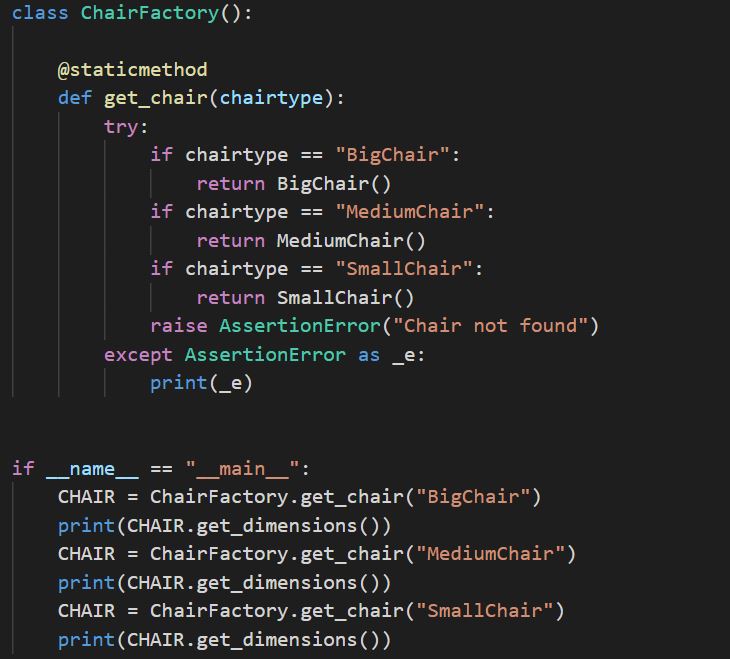 class ChairFactory():
    @staticmethod
    def get_chair(chairtype):
        try:
            if chairtype == "BigChair":
                return BigChair()
            if chairtype == "MediumChair":
                return MediumChair()
            if chairtype == "SmallChair":
                return SmallChair()
            raise AssertionError("Chair not found")
        except AssertionError as _e:
            print(_e)
if __name__ == "__main__":
    CHAIR = ChairFactory.get_chair("BigChair")
    print(CHAIR.get_dimensions())
    CHAIR = ChairFactory.get_chair("MediumChair")
    print(CHAIR.get_dimensions())
    CHAIR = ChairFactory.get_chair("SmallChair")
    print(CHAIR.get_dimensions())